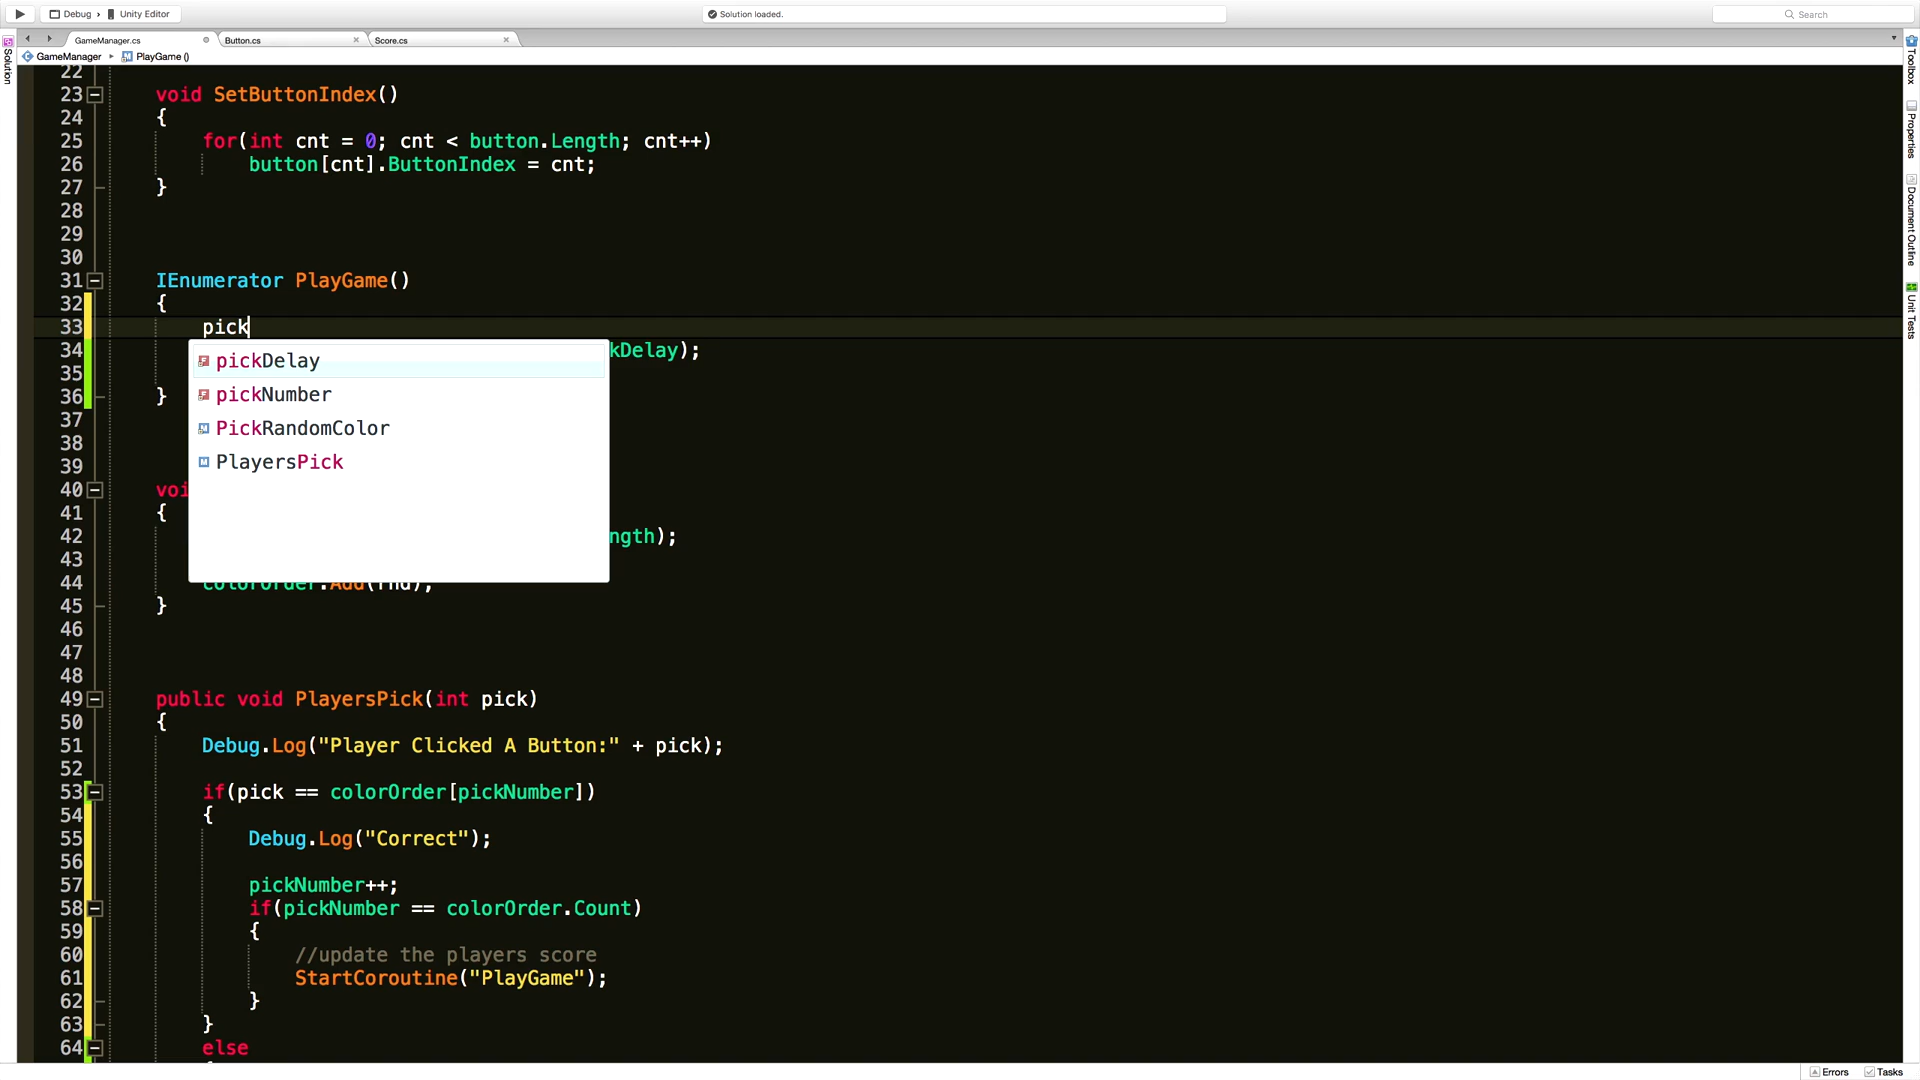 Debug › Unity Editor
Solution loaded.
Search
GameManager.cs
Button.cs
Score.cs
GameManager ▸ PlayGame ()
Solution
Toolbox
Properties
Document Outline
Unit Tests
22
23 void SetButtonIndex()
24 {
25 for(int cnt = 0; cnt < button.Length; cnt++)
26 button[cnt].ButtonIndex = cnt;
27 }
28
29
30
31 IEnumerator PlayGame()
32 {
33 pick
34 kDelay);
pickDelay
35
pickNumber
36 }
37
PickRandomColor
38
PlayersPick
39
40 voi
41 {
42 ngth);
43
44 colorOrder.Add(rnd);
45 }
46
47
48
49 public void PlayersPick(int pick)
50 {
51 Debug.Log("Player Clicked A Button:" + pick);
52
53 if(pick == colorOrder[pickNumber])
54 {
55 Debug.Log("Correct");
56
57 pickNumber++;
58 if(pickNumber == colorOrder.Count)
59 {
60 //update the players score
61 StartCoroutine("PlayGame");
62 }
63 }
64 else
Errors
Tasks